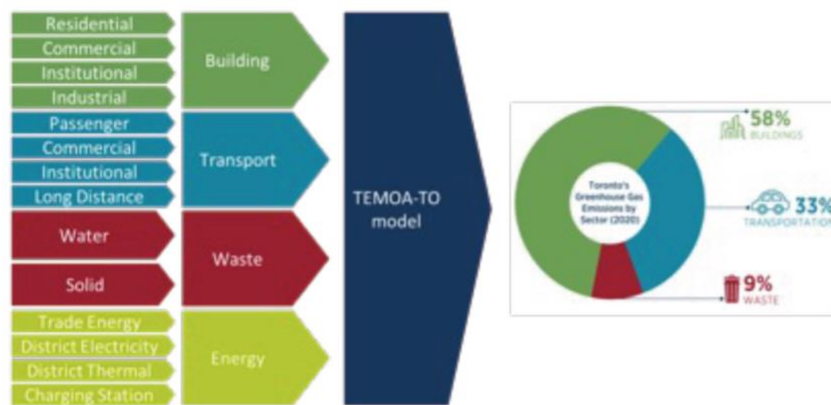 Residential
Commercial
Institutional
Industrial
Building
Passenger
Commercial
Institutional
Long Distance
Transport
Water
Solid
Waste
Trade Energy
District Electricity
District Thermal
Charging Station
Energy
TEMOA-TO
model
Toronto's
Greenhouse Gas
Emissions by
Sector (2020)
58%
BUILDINGS
33%
TRANSPORTATION
9%
WASTE